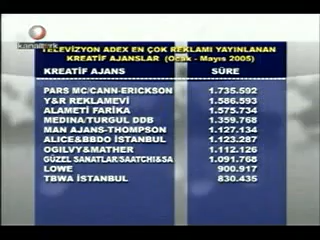 kanaltürk
TELEVİZYON ADEX EN ÇOK REKLAMI YAYINLANAN
KREATİF AJANSLAR (Ocak - Mayıs 2005)
KREATİF AJANS SÜRE
PARS MC/CANN-ERICKSON 1.735.592
Y&R REKLAMEVİ 1.586.593
ALAMETİ FARİKA 1.575.734
MEDINA/TURGUL DDB 1.359.768
MAN AJANS-THOMPSON 1.127.134
ALICE&BBDO İSTANBUL 1.123.287
OGILVY&MATHER 1.112.126
GÜZEL SANATLAR/SAATCHI&SA 1.091.768
LOWE 900.917
TBWA İSTANBUL 830.435